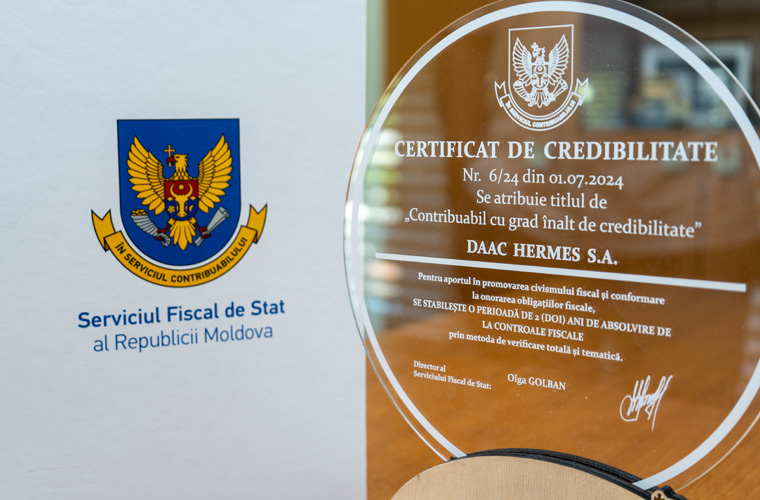 ÎN SERVICIUL CONTRIBUABILULUI
Serviciul Fiscal de Stat
al Republicii Moldova
ÎN SERVICIUL CONTRIBUABILULUI
CERTIFICAT DE CREDIBILITATE
Nr. 6/24 din 01.07.2024
Se atribuie titlul de
„Contribuabil cu grad înalt de credibilitate”
DAAC HERMES S.A.
Pentru aportul in promovarea civismului fiscal și conformare
la onorarea obligațiilor fiscale,
SE STABILEȘTE O PERIOADĂ DE 2 (DOI) ANI DE ABSOLVIRE DE
LA CONTROALE FISCALE
prin metoda de verificare totală și tematică.
Director al
Serviciului Fiscal de Stat:
Olga GOLBAN